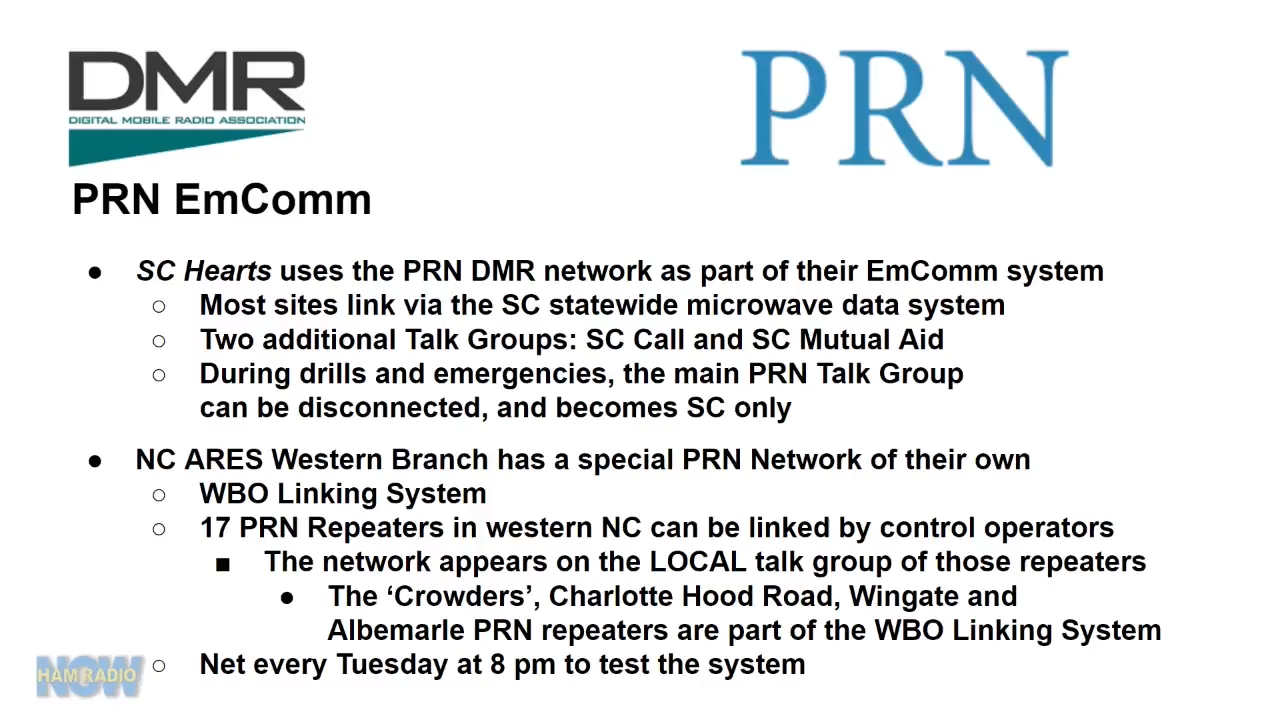 DMR
DIGITAL MOBILE RADIO ASSOCIATION
PRN
PRN EmComm
● SC Hearts uses the PRN DMR network as part of their EmComm system
○ Most sites link via the SC statewide microwave data system
○ Two additional Talk Groups: SC Call and SC Mutual Aid
○ During drills and emergencies, the main PRN Talk Group
can be disconnected, and becomes SC only
● NC ARES Western Branch has a special PRN Network of their own
○ WBO Linking System
○ 17 PRN Repeaters in western NC can be linked by control operators
■ The network appears on the LOCAL talk group of those repeaters
● The ‘Crowders’, Charlotte Hood Road, Wingate and
Albemarle PRN repeaters are part of the WBO Linking System
○ Net every Tuesday at 8 pm to test the system
HAM RADIO
NOW